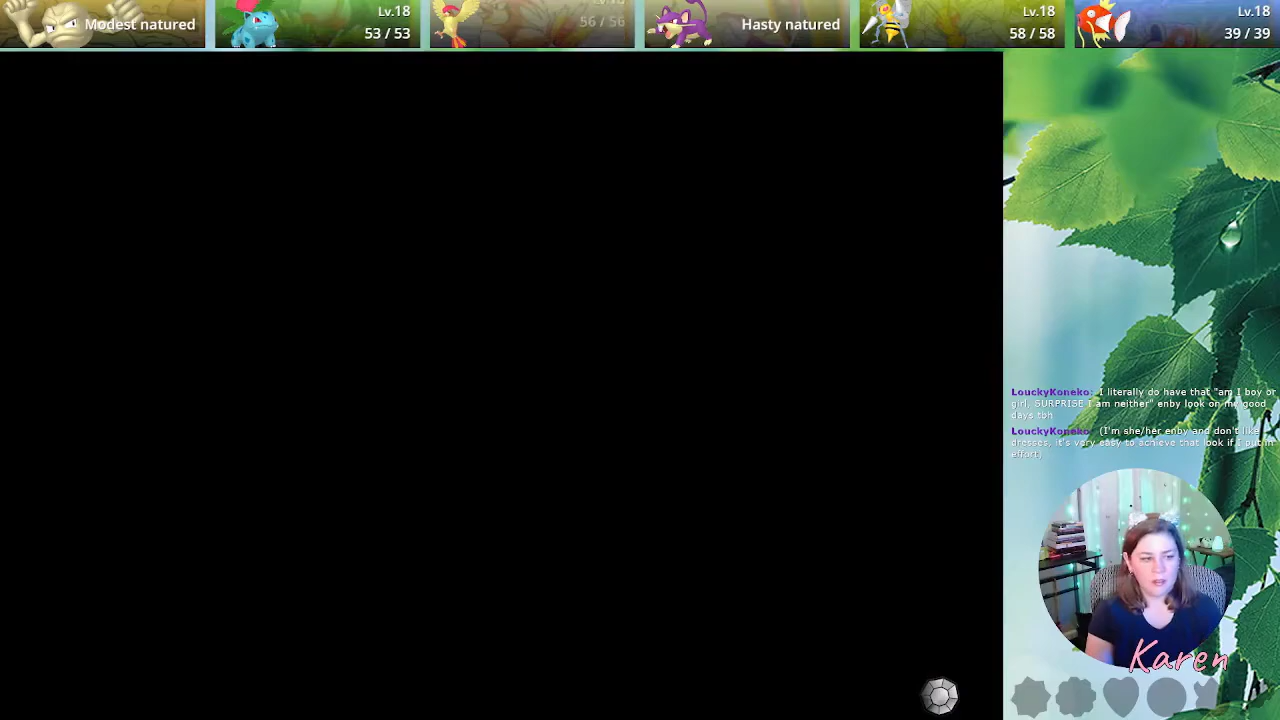 Modest natured
Lv.18
53 / 53
Lv.18
56 / 56
Hasty natured
Lv.18
58 / 58
Lv.18
39 / 39
LouckyKoneko: I literally do have that "am I boy or
girl, SURPRISE I am neither" enby look on my good
days tbh
LouckyKoneko: (I'm she/her enby and don't like
dresses, it's very easy to achieve that look if I put in
effort)
Karen